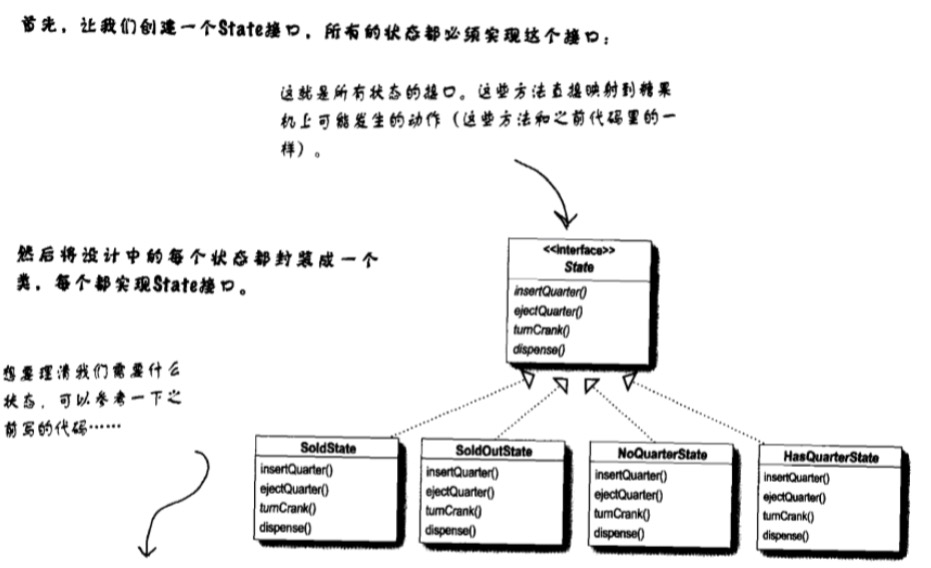 首先，让我们创建一个State接口，所有的状态都必须实现这个接口：
这就是所有状态的接口。这些方法直接映射到糖果
机上可能发生的动作（这些方法和之前代码里的一
样）。
然后将设计中的每个状态都封装成一个
类，每个都实现State接口。
想要理清我们需要什么
状态，可以参考一下之
前写的代码……
<<interface>>
State
insertQuarter()
ejectQuarter()
turnCrank()
dispense()
SoldState
insertQuarter()
ejectQuarter()
turnCrank()
dispense()
SoldOutState
insertQuarter()
ejectQuarter()
turnCrank()
dispense()
NoQuarterState
insertQuarter()
ejectQuarter()
turnCrank()
dispense()
HasQuarterState
insertQuarter()
ejectQuarter()
turnCrank()
dispense()